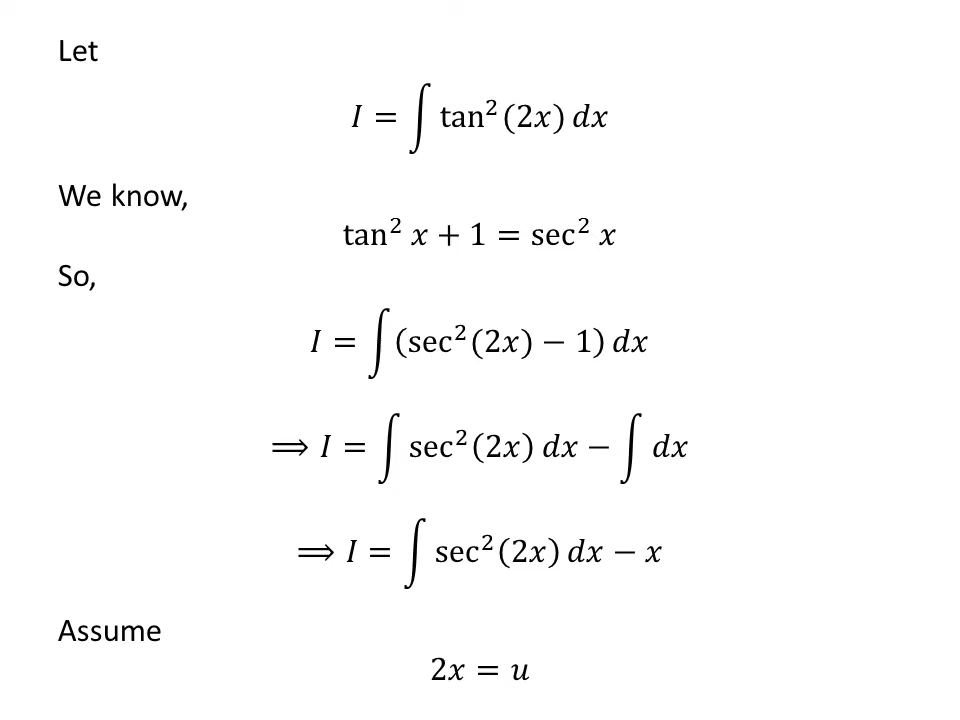 Let
I = ∫ tan² (2x) dx
We know,
tan² x + 1 = sec² x
So,
I = ∫ (sec² (2x) − 1) dx
⟹ I = ∫ sec² (2x) dx − ∫ dx
⟹ I = ∫ sec² (2x) dx − x
Assume
2x = u